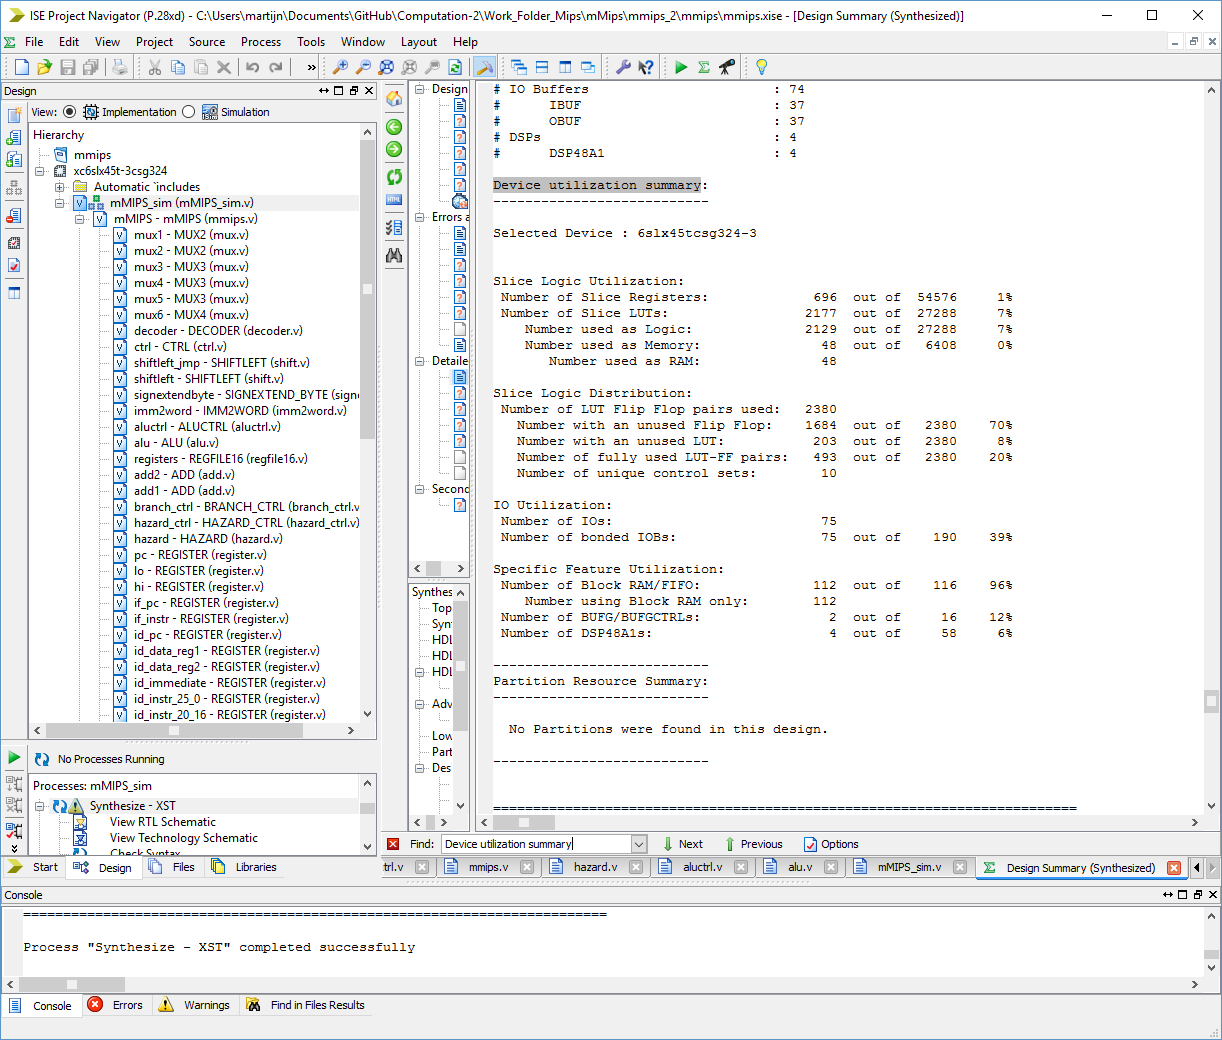 ISE Project Navigator (P.28xd) - C:\Users\martijn\Documents\GitHub\Computation-2\Work_Folder_Mips\mMips\mmips_2\mmips\mmips.xise - [Design Summary (Synthesized)]
File Edit View Project Source Process Tools Window Layout Help
Design
View: Implementation Simulation
Hierarchy
mmips
xc6slx45t-3csg324
Automatic `includes
mMIPS_sim (mMIPS_sim.v)
mMIPS - mMIPS (mmips.v)
mux1 - MUX2 (mux.v)
mux2 - MUX2 (mux.v)
mux3 - MUX3 (mux.v)
mux4 - MUX3 (mux.v)
mux5 - MUX3 (mux.v)
mux6 - MUX4 (mux.v)
decoder - DECODER (decoder.v)
ctrl - CTRL (ctrl.v)
shiftleft_jmp - SHIFTLEFT (shift.v)
shiftleft - SHIFTLEFT (shift.v)
signextendbyte - SIGNEXTEND_BYTE (signe
imm2word - IMM2WORD (imm2word.v)
aluctrl - ALUCTRL (aluctrl.v)
alu - ALU (alu.v)
registers - REGFILE16 (regfile16.v)
add2 - ADD (add.v)
add1 - ADD (add.v)
branch_ctrl - BRANCH_CTRL (branch_ctrl.v
hazard_ctrl - HAZARD_CTRL (hazard_ctrl.v)
hazard - HAZARD (hazard.v)
pc - REGISTER (register.v)
lo - REGISTER (register.v)
hi - REGISTER (register.v)
if_pc - REGISTER (register.v)
if_instr - REGISTER (register.v)
id_pc - REGISTER (register.v)
id_data_reg1 - REGISTER (register.v)
id_data_reg2 - REGISTER (register.v)
id_immediate - REGISTER (register.v)
id_instr_25_0 - REGISTER (register.v)
id_instr_20_16 - REGISTER (register.v)
No Processes Running
Processes: mMIPS_sim
Synthesize - XST
View RTL Schematic
View Technology Schematic
Check Syntax
Start Design Files Libraries
Design
Errors a
Detaile
Second
Synthes
Top
Syn
HDL
HDL
HDL
Adv
Low
Part
Des
# IO Buffers : 74
# IBUF : 37
# OBUF : 37
# DSPs : 4
# DSP48A1 : 4
Device utilization summary:
---------------------------
Selected Device : 6slx45tcsg324-3
Slice Logic Utilization:
Number of Slice Registers: 696 out of 54576 1%
Number of Slice LUTs: 2177 out of 27288 7%
Number used as Logic: 2129 out of 27288 7%
Number used as Memory: 48 out of 6408 0%
Number used as RAM: 48
Slice Logic Distribution:
Number of LUT Flip Flop pairs used: 2380
Number with an unused Flip Flop: 1684 out of 2380 70%
Number with an unused LUT: 203 out of 2380 8%
Number of fully used LUT-FF pairs: 493 out of 2380 20%
Number of unique control sets: 10
IO Utilization:
Number of IOs: 75
Number of bonded IOBs: 75 out of 190 39%
Specific Feature Utilization:
Number of Block RAM/FIFO: 112 out of 116 96%
Number using Block RAM only: 112
Number of BUFG/BUFGCTRLs: 2 out of 16 12%
Number of DSP48A1s: 4 out of 58 6%
---------------------------
Partition Resource Summary:
---------------------------
No Partitions were found in this design.
---------------------------
=========================================================================
Find: Device utilization summary Next Previous Options
trl.v mmips.v hazard.v aluctrl.v alu.v mMIPS_sim.v Design Summary (Synthesized)
Console
=========================================================================
Process "Synthesize - XST" completed successfully
Console Errors Warnings Find in Files Results